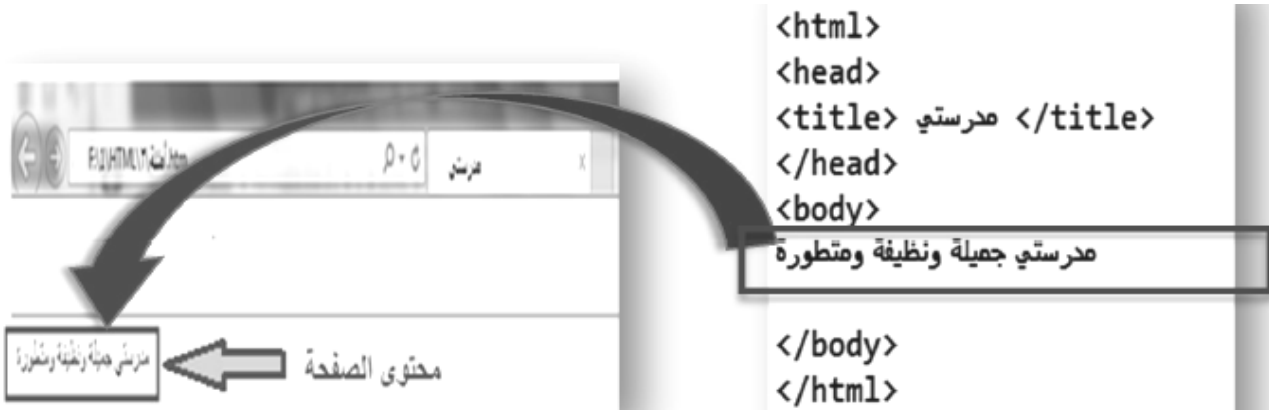 <html>
<head>
<title> مدرستي </title>
</head>
<body>
مدرستي جميلة ونظيفة ومتطورة
</body>
</html>
مدرستي
x
مدرستي جميلة ونظيفة ومتطورة
محتوى الصفحة